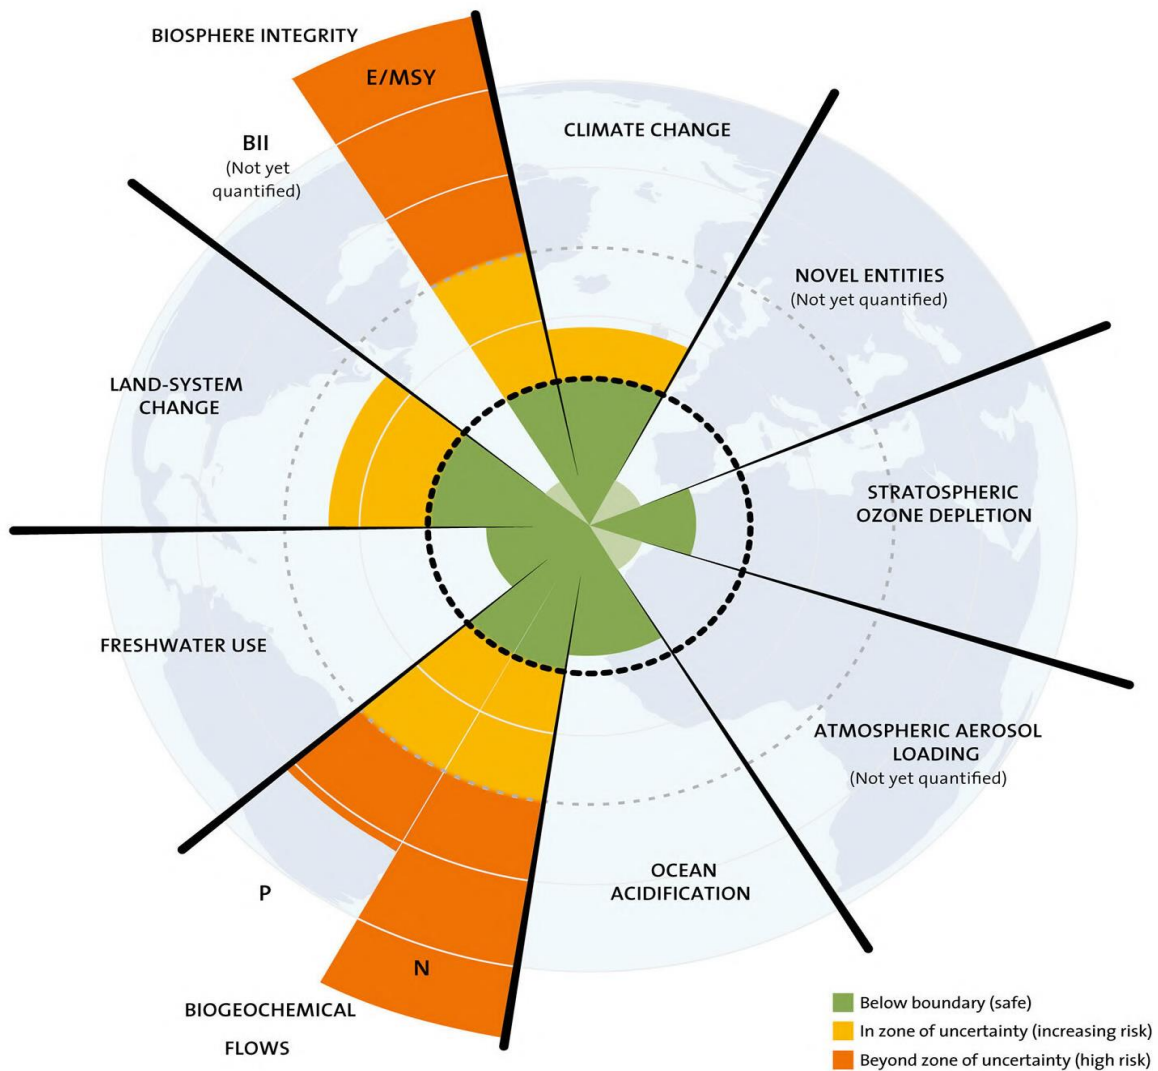 BIOSPHERE INTEGRITY
E/MSY
BII
(Not yet
quantified)
CLIMATE CHANGE
NOVEL ENTITIES
(Not yet quantified)
LAND-SYSTEM
CHANGE
STRATOSPHERIC
OZONE DEPLETION
FRESHWATER USE
ATMOSPHERIC AEROSOL
LOADING
(Not yet quantified)
OCEAN
ACIDIFICATION
P
N
BIOGEOCHEMICAL
FLOWS
Below boundary (safe)
In zone of uncertainty (increasing risk)
Beyond zone of uncertainty (high risk)